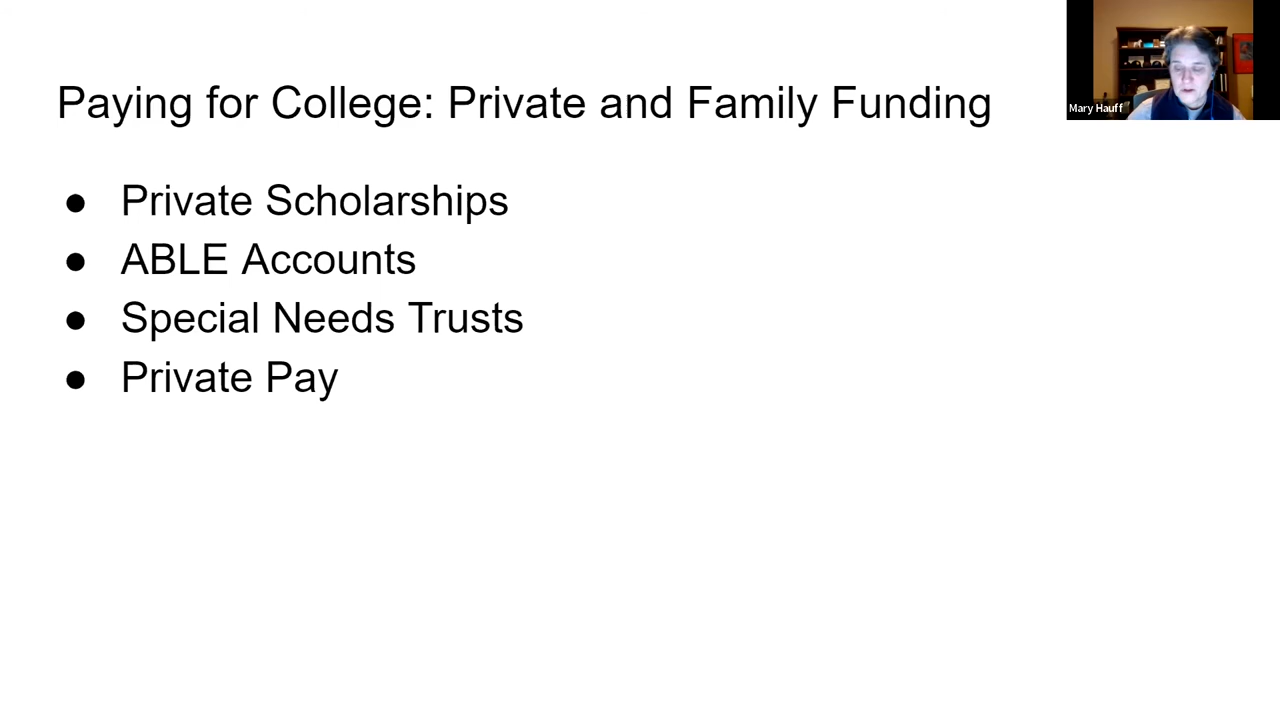 Paying for College: Private and Family Funding
Mary Hauff
● Private Scholarships
● ABLE Accounts
● Special Needs Trusts
● Private Pay